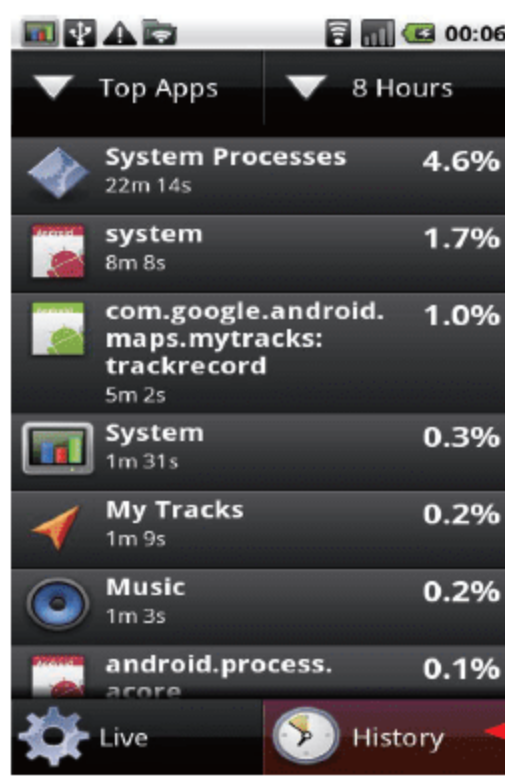 00:06
Top Apps 8 Hours
System Processes 4.6%
22m 14s
system 1.7%
8m 8s
com.google.android. 1.0%
maps.mytracks:
trackrecord
5m 2s
System 0.3%
1m 31s
My Tracks 0.2%
1m 9s
Music 0.2%
1m 3s
android.process. 0.1%
acore
Live History